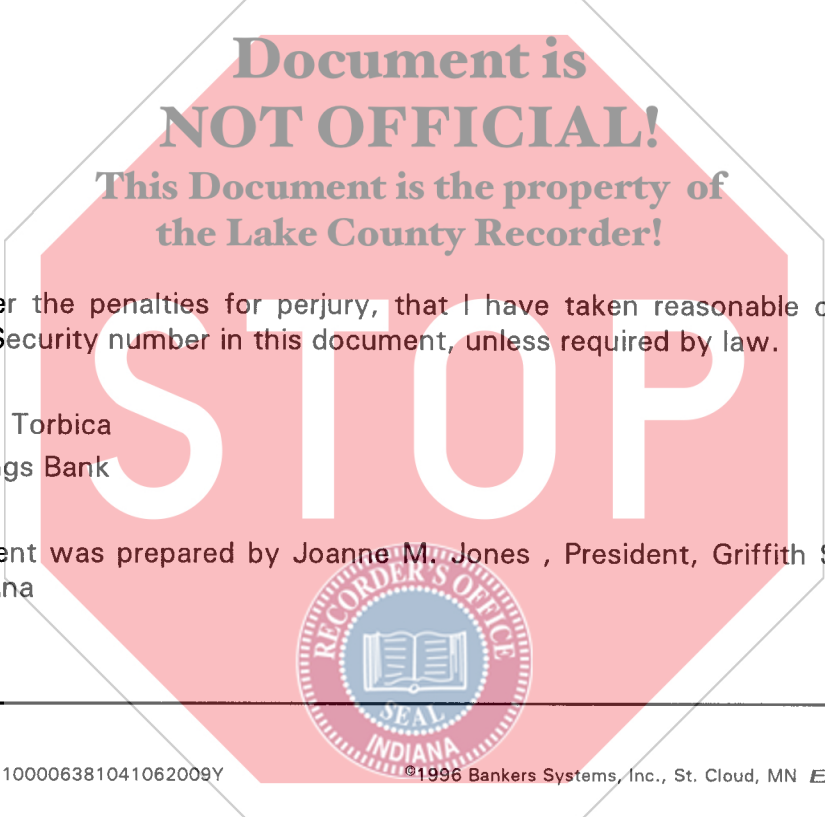 Document is
NOT OFFICIAL!
This Document is the property of
the Lake County Recorder!
er the penalties for perjury, that I have taken reasonable
Security number in this document, unless required by law.
STOP
Torbica
gs Bank
ent was prepared by Joanne M. Jones , President, Griffith S
na
RECORDER'S OFFICE
SEAL
INDIANA
100006381041062009Y ©1996 Bankers Systems, Inc., St. Cloud, MN E